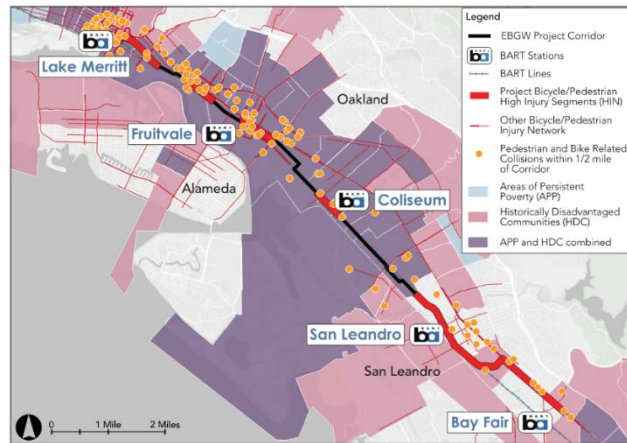 Lake Merritt
Oakland
Fruitvale
Alameda
Coliseum
San Leandro
San Leandro
Bay Fair
0
1 Mile
2 Miles
Legend
EBGW Project Corridor
ba
BART Stations
BART Lines
Project Bicycle/Pedestrian
High Injury Segments (HIN)
Other Bicycle/Pedestrian
Injury Network
Pedestrian and Bike Related
Collisions within 1/2 mile
of Corridor
Areas of Persistent
Poverty (APP)
Historically Disadvantaged
Communities (HDC)
APP and HDC combined